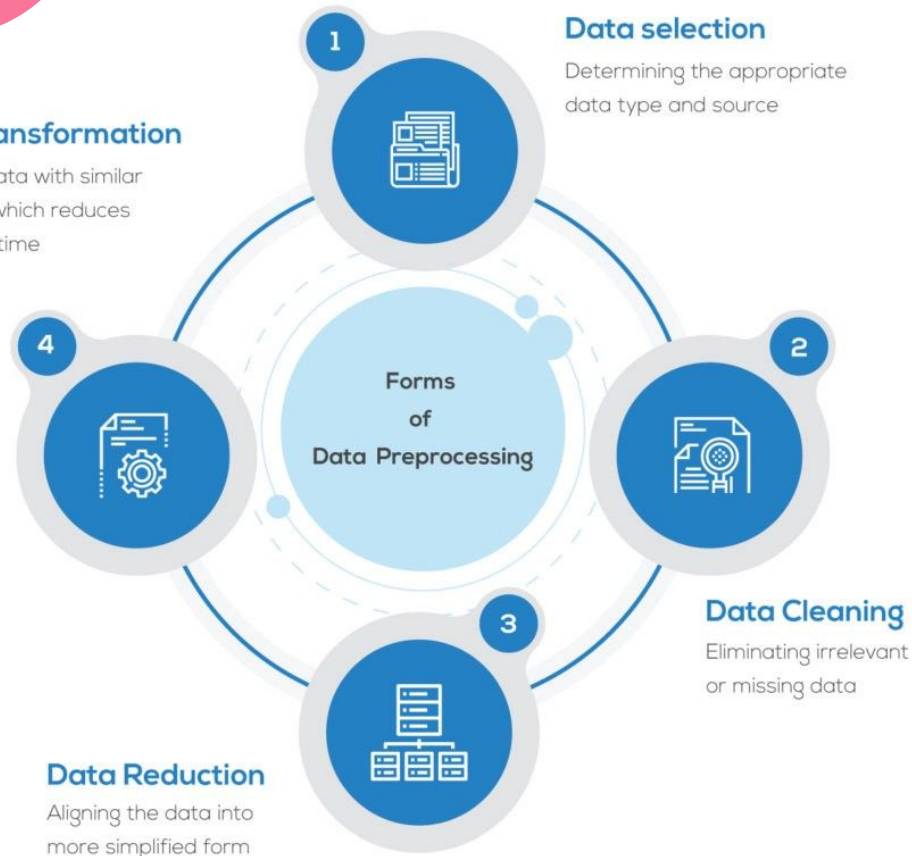 1
Data selection
Determining the appropriate
data type and source
ansformation
ata with similar
which reduces
time
4
2
Forms
of
Data Preprocessing
3
Data Cleaning
Eliminating irrelevant
or missing data
Data Reduction
Aligning the data into
more simplified form